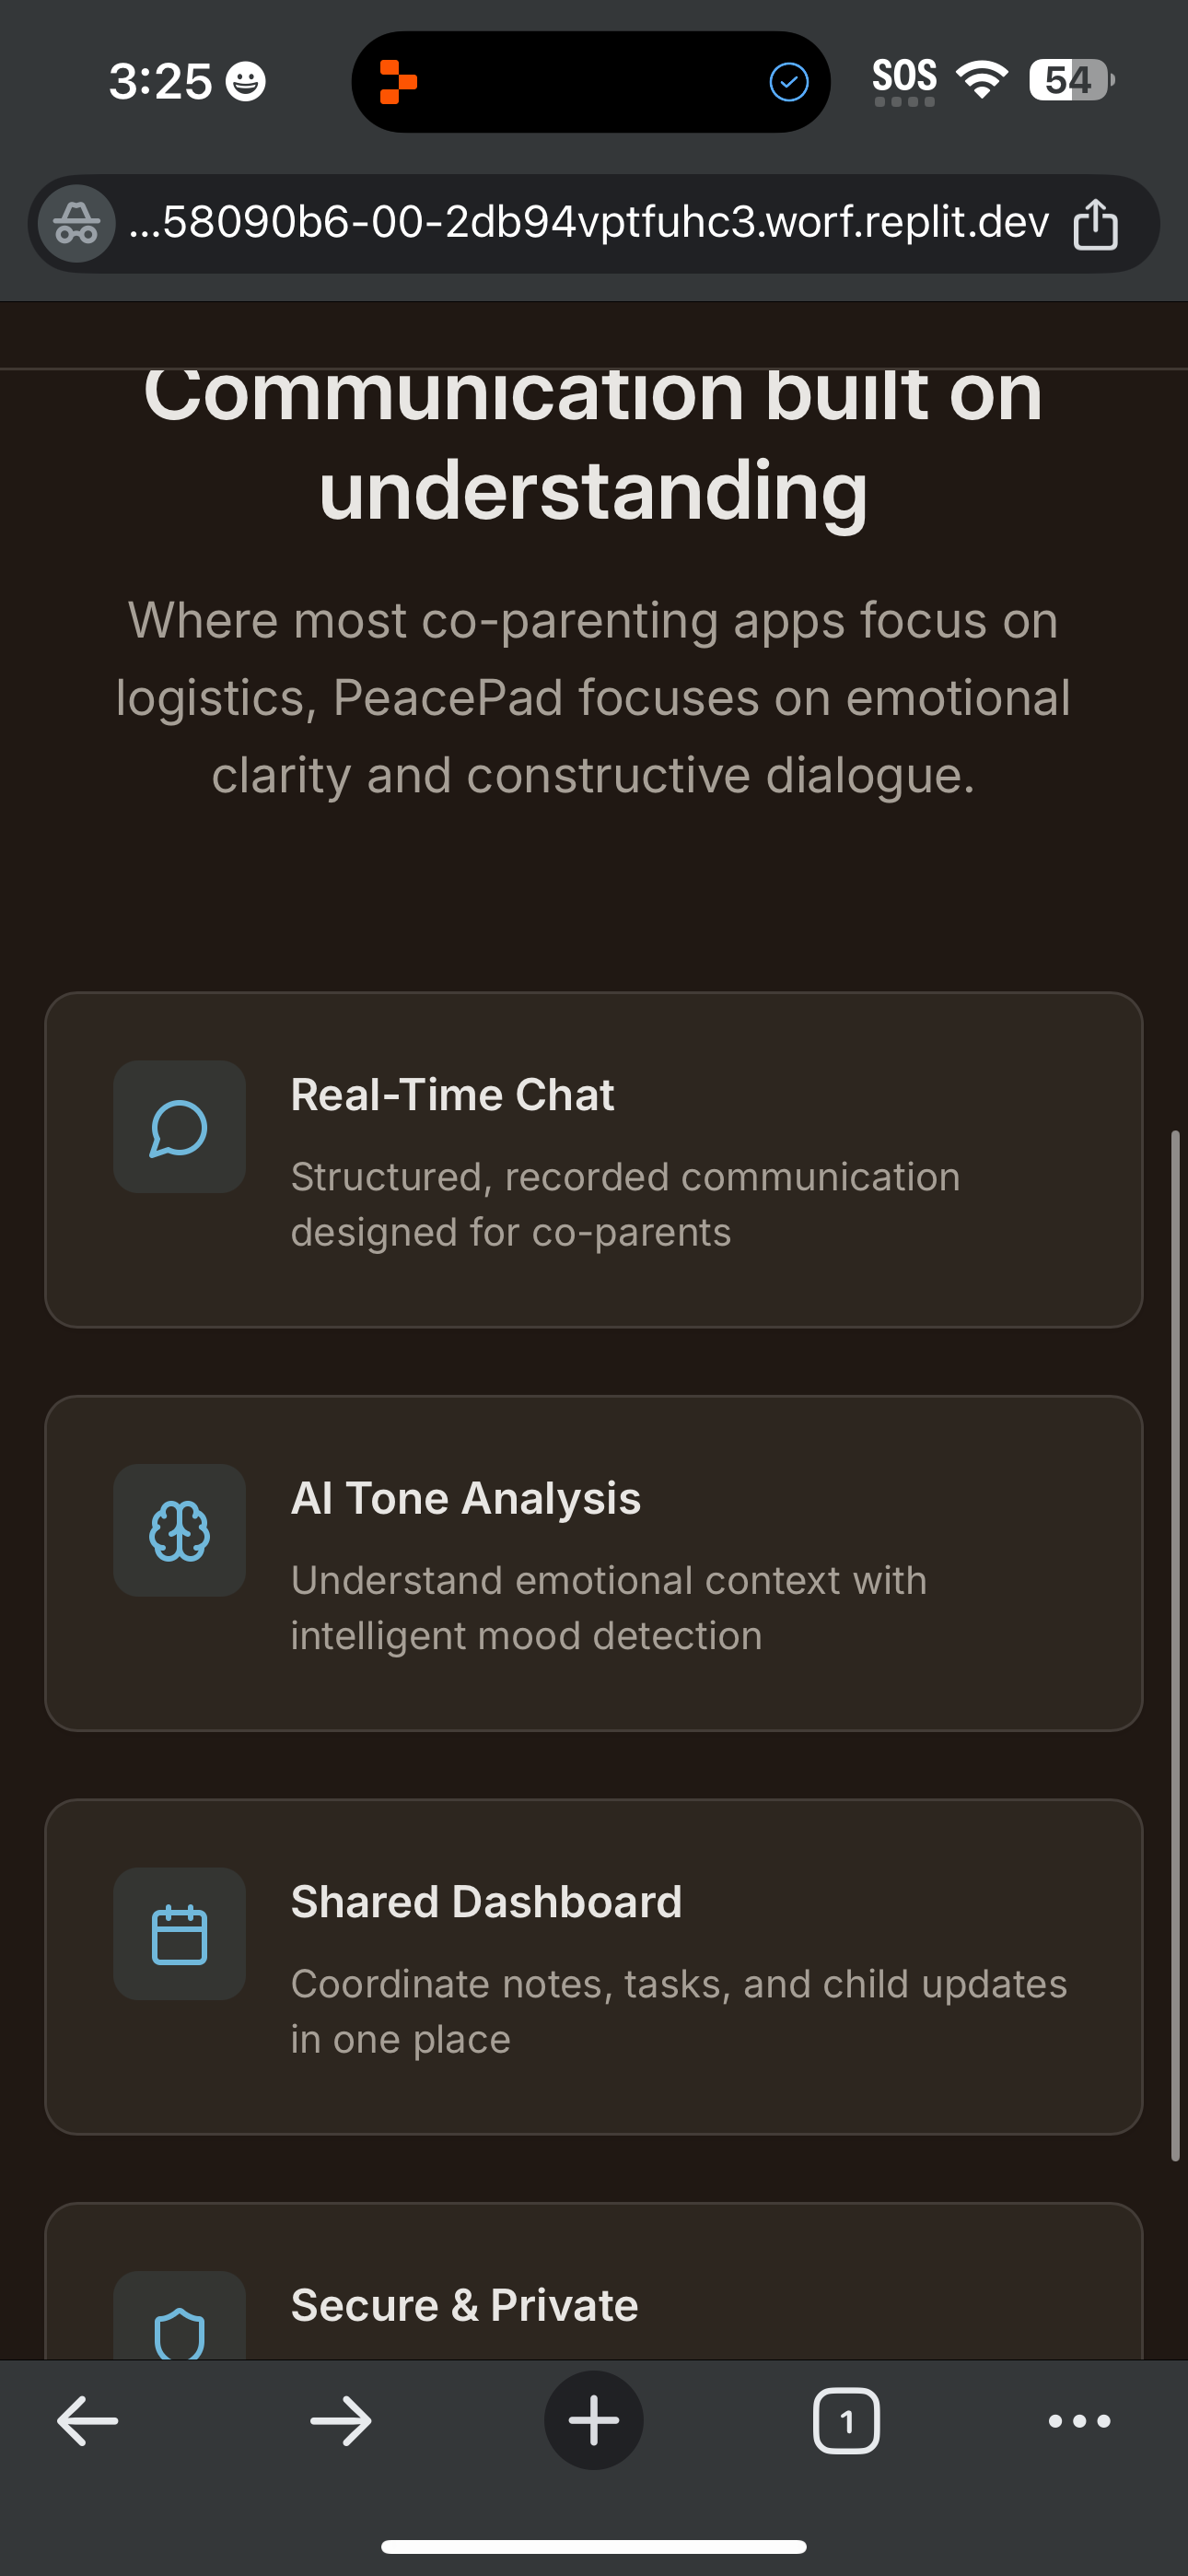 3:25
SOS
54
...58090b6-00-2db94vptfuhc3.worf.replit.dev
Communication built on
understanding
Where most co-parenting apps focus on
logistics, PeacePad focuses on emotional
clarity and constructive dialogue.
Real-Time Chat
Structured, recorded communication
designed for co-parents
AI Tone Analysis
Understand emotional context with
intelligent mood detection
Shared Dashboard
Coordinate notes, tasks, and child updates
in one place
Secure & Private
1